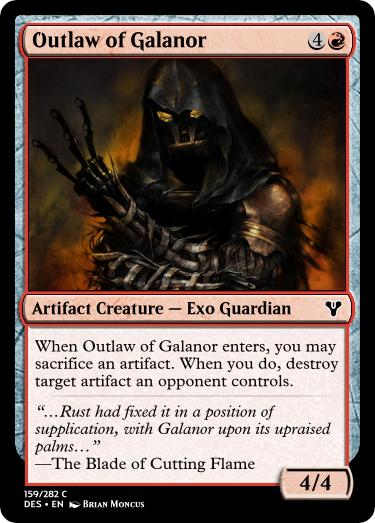 Outlaw of Galanor 4
Artifact Creature — Exo Guardian
When Outlaw of Galanor enters, you may
sacrifice an artifact. When you do, destroy
target artifact an opponent controls.
“…Rust had fixed it in a position of
supplication, with Galanor upon its upraised
palms…”
—The Blade of Cutting Flame
4/4
159/282 C
DES • EN Brian Moncus